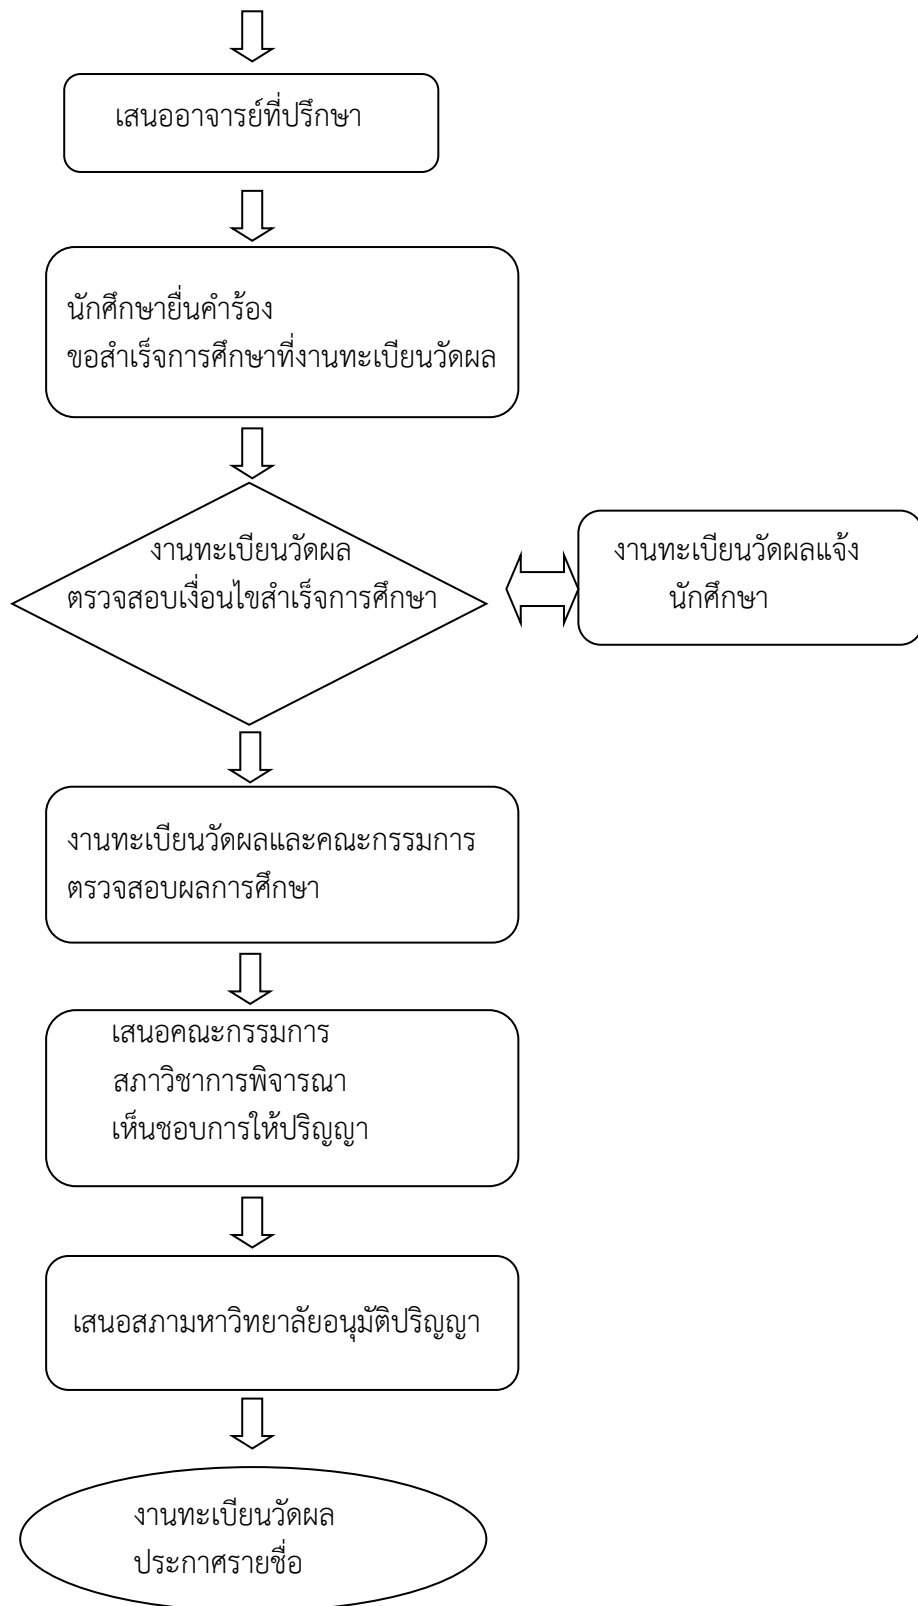 เสนออาจารย์ที่ปรึกษา
นักศึกษายื่นคำร้อง
ขอสำเร็จการศึกษาที่งานทะเบียนวัดผล
งานทะเบียนวัดผล
ตรวจสอบเงื่อนไขสำเร็จการศึกษา
งานทะเบียนวัดผลแจ้ง
นักศึกษา
งานทะเบียนวัดผลและคณะกรรมการ
ตรวจสอบผลการศึกษา
เสนอคณะกรรมการ
สภาวิชาการพิจารณา
เห็นชอบการให้ปริญญา
เสนอสภามหาวิทยาลัยอนุมัติปริญญา
งานทะเบียนวัดผล
ประกาศรายชื่อ